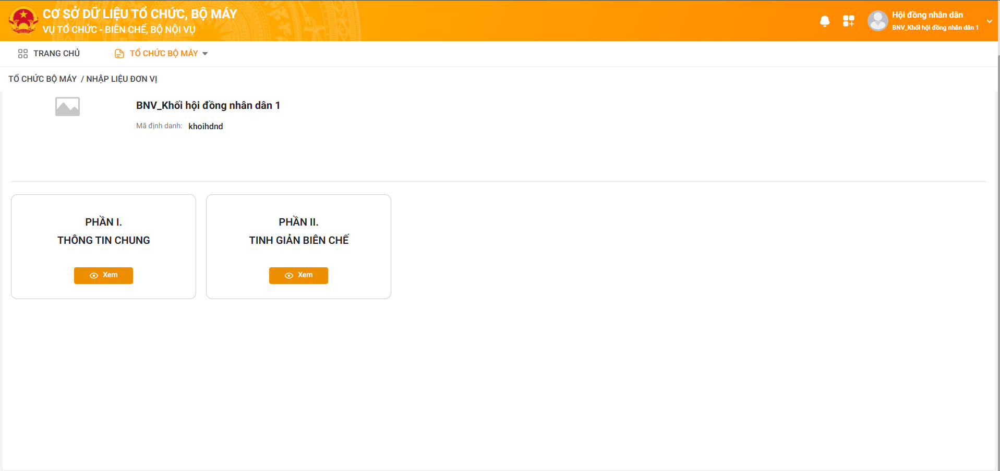 CƠ SỞ DỮ LIỆU TỔ CHỨC, BỘ MÁY
VỤ TỔ CHỨC - BIÊN CHẾ, BỘ NỘI VỤ
Hội đồng nhân dân
BNV_Khối hội đồng nhân dân 1
TRANG CHỦ
TỔ CHỨC BỘ MÁY
TỔ CHỨC BỘ MÁY / NHẬP LIỆU ĐƠN VỊ
BNV_Khối hội đồng nhân dân 1
Mã định danh: khoihdnd
PHẦN I.
THÔNG TIN CHUNG
Xem
PHẦN II.
TINH GIẢN BIÊN CHẾ
Xem